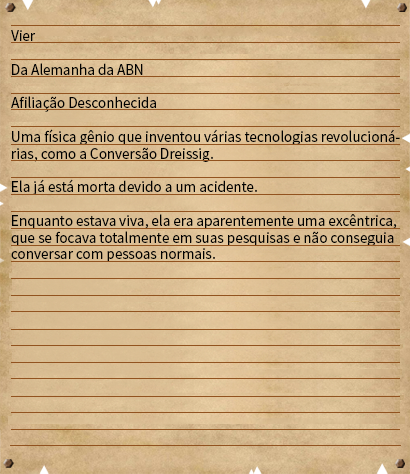 Vier
Da Alemanha da ABN
Afiliação Desconhecida
Uma física gênio que inventou várias tecnologias revolucioná-
rias, como a Conversão Dreissig.
Ela já está morta devido a um acidente.
Enquanto estava viva, ela era aparentemente uma excêntrica,
que se focava totalmente em suas pesquisas e não conseguia
conversar com pessoas normais.